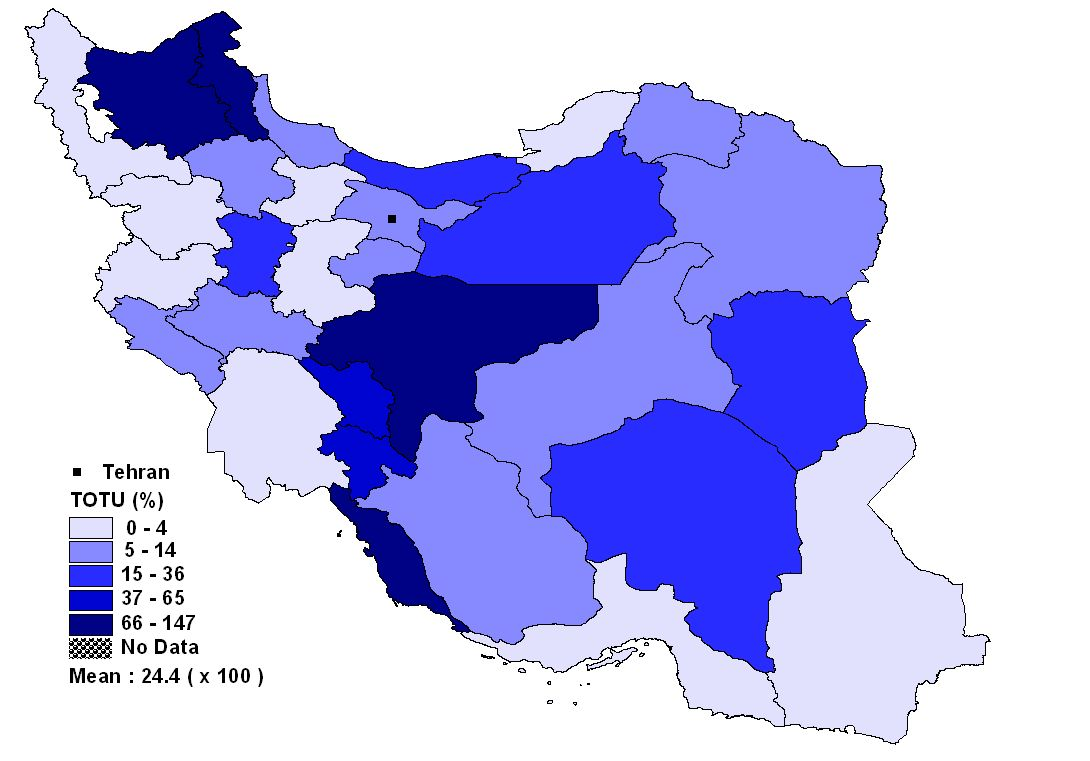 Tehran
TOTU (%)
0 - 4
5 - 14
15 - 36
37 - 65
66 - 147
No Data
Mean : 24.4 ( x 100 )